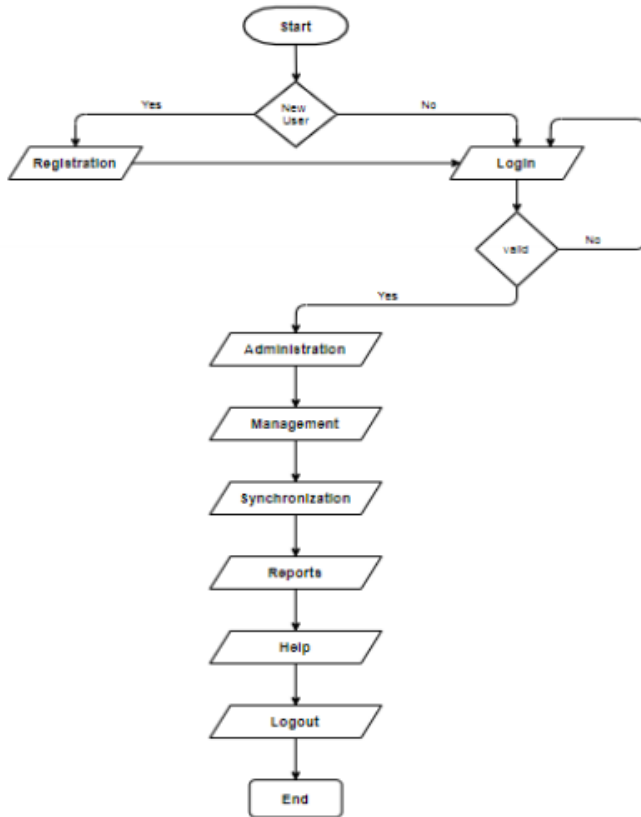 Start
New
User
Yes
No
Registration
Login
valid
No
Yes
Administration
Management
Synchronization
Reports
Help
Logout
End